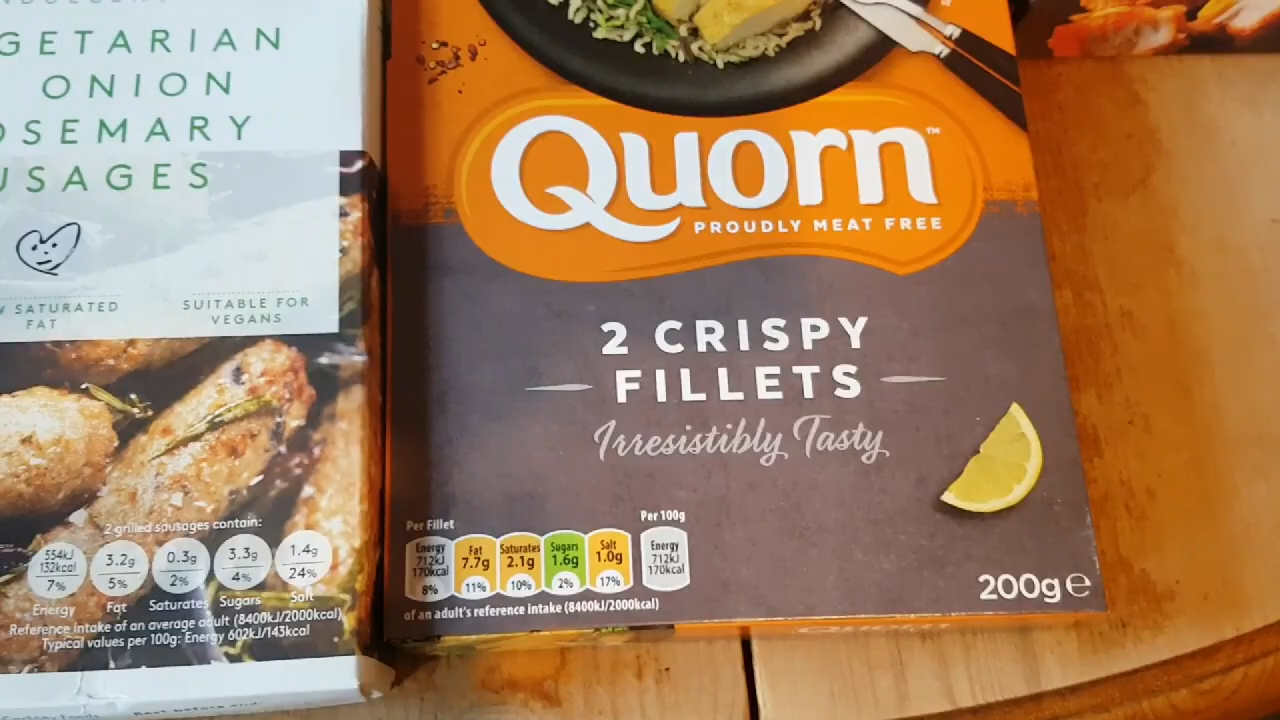 GETARIAN
ONION
SEMARY
SAGES
SATURATED
FAT
SUITABLE FOR
VEGANS
2 grilled sausages contain:
554kJ
132kcal
7%
Energy
3.2g
5%
Fat
0.3g
2%
Saturates
3.3g
4%
Sugars
1.4g
24%
Salt
Reference intake of an average adult (8400kJ/2000kcal)
Typical values per 100g: Energy 602kJ/143kcal
Quorn™
PROUDLY MEAT FREE
2 CRISPY
FILLETS
Irresistibly Tasty
Per Fillet
Energy
712kJ
170kcal
8%
Fat
7.7g
11%
Saturates
2.1g
10%
Sugars
1.6g
2%
Salt
1.0g
17%
Per 100g
Energy
712kJ
170kcal
of an adult's reference intake (8400kJ/2000kcal)
200g℮